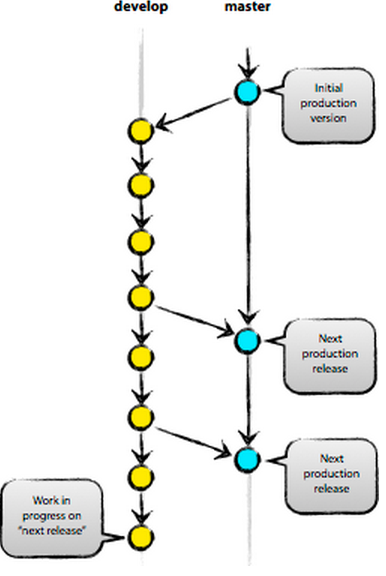 develop
master
Initial
production
version
Next
production
release
Next
production
release
Work in
progress on
“next release”